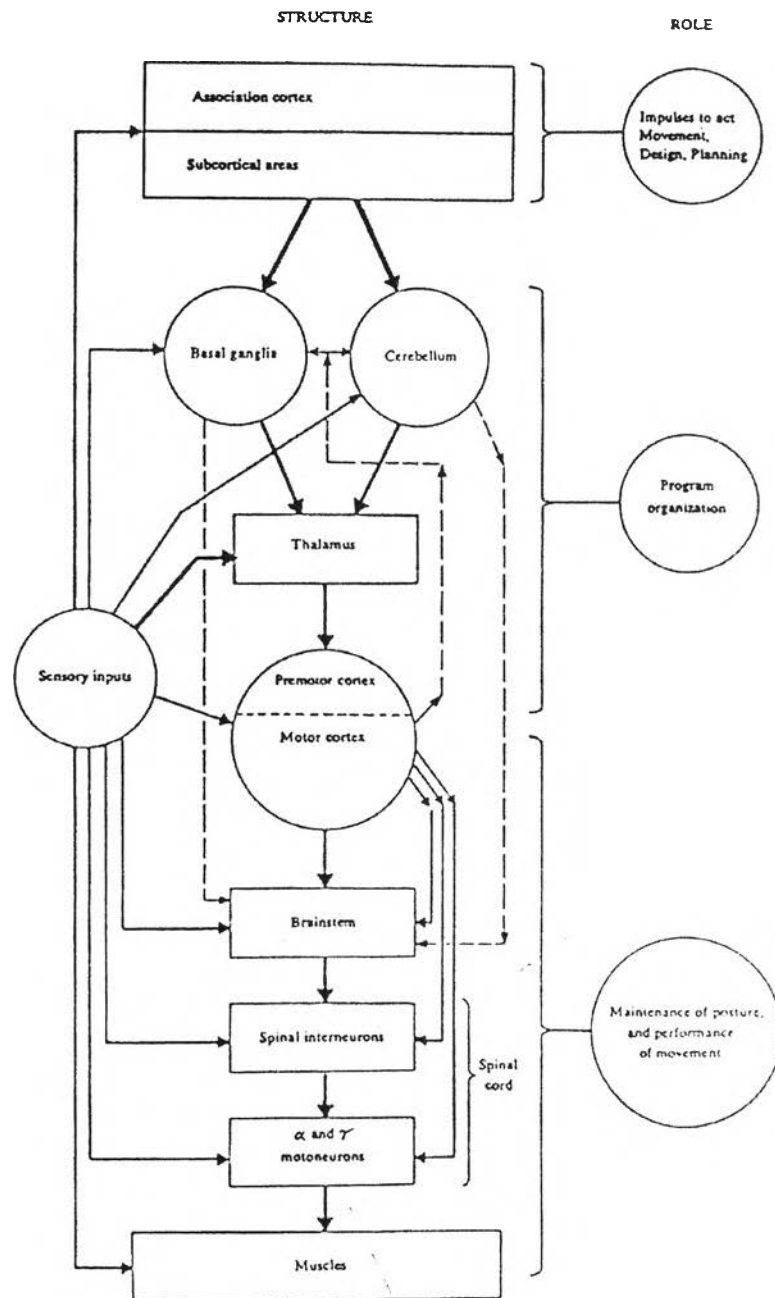 STRUCTURE
ROLE
Association cortex
Subcortical areas
Impulses to act
Movement,
Design, Planning
Basal ganglia
Cerebellum
Program
organization
Thalamus
Sensory inputs
Premotor cortex
Motor cortex
Brainstem
Maintenance of posture,
and performance
of movement
Spinal interneurons
Spinal
cord
α and γ
motoneurons
Muscles